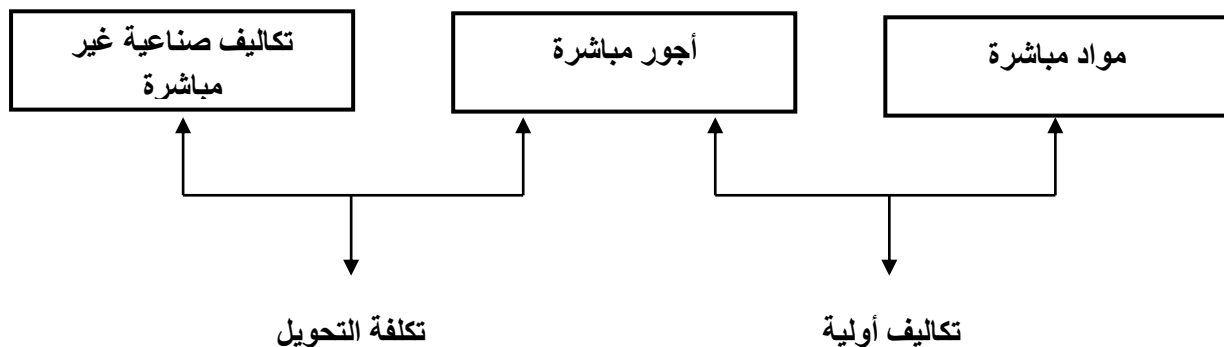 مواد مباشرة
أجور مباشرة
تكاليف صناعية غير
مباشرة
تكاليف أولية
تكلفة التحويل